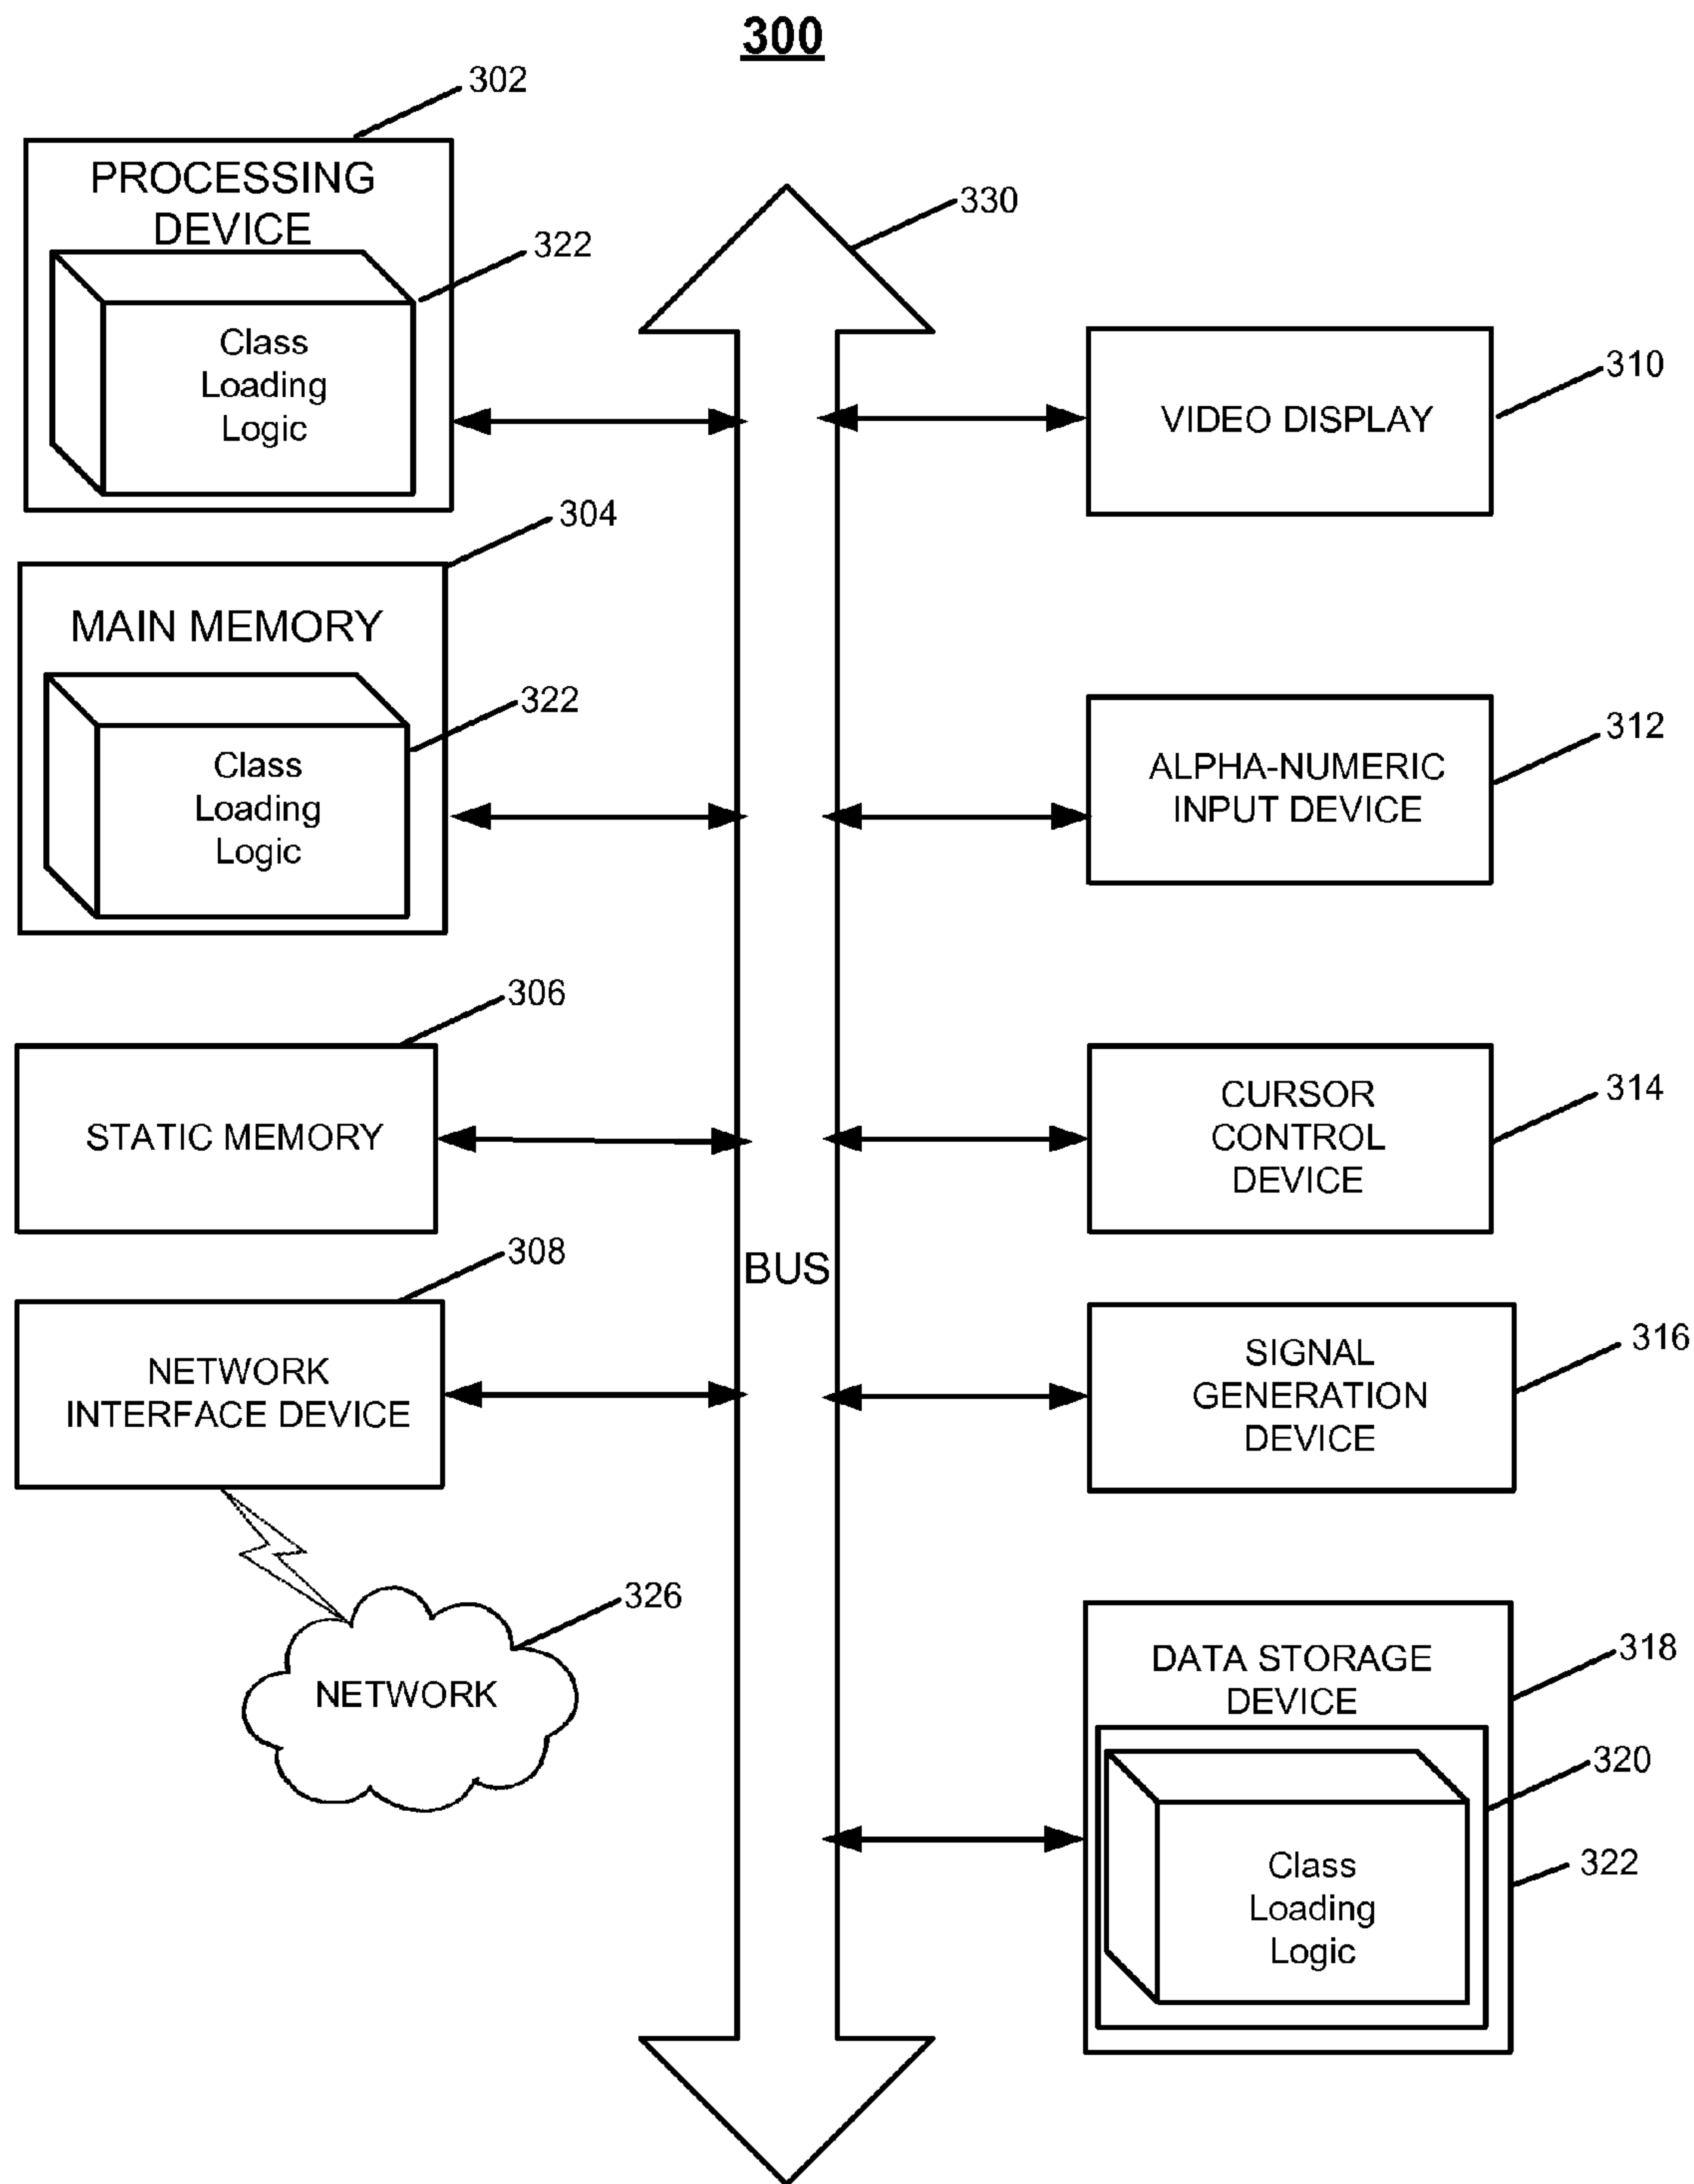 300
302
PROCESSING
DEVICE
322
Class
Loading
Logic
304
MAIN MEMORY
322
Class
Loading
Logic
306
STATIC MEMORY
308
NETWORK
INTERFACE DEVICE
326
NETWORK
330
BUS
310
VIDEO DISPLAY
312
ALPHA-NUMERIC
INPUT DEVICE
314
CURSOR
CONTROL
DEVICE
316
SIGNAL
GENERATION
DEVICE
318
DATA STORAGE
DEVICE
320
322
Class
Loading
Logic